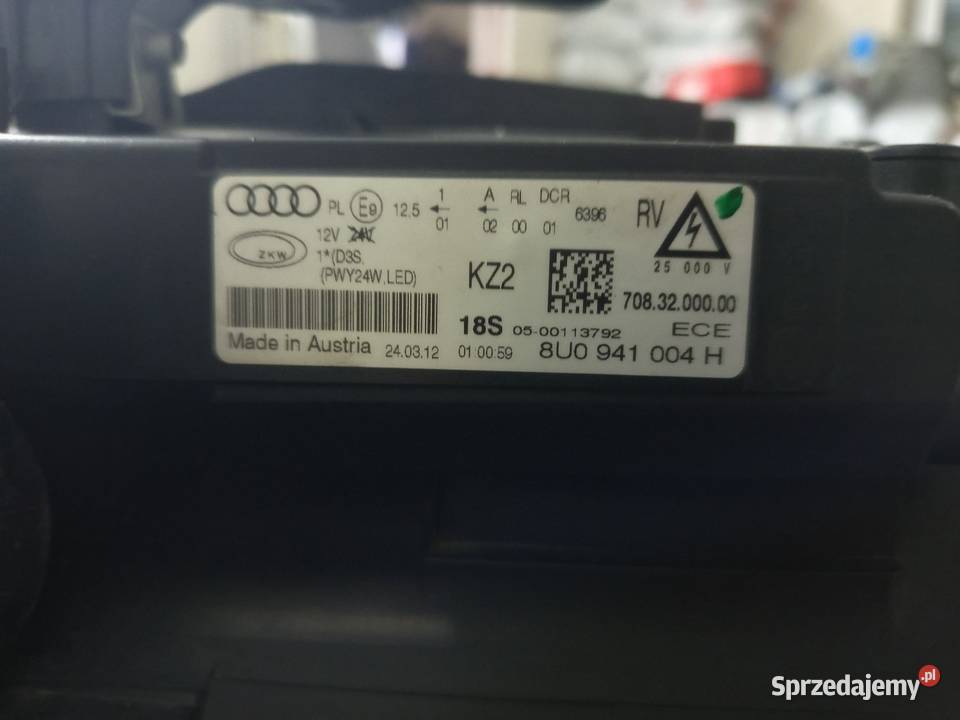 PL E9 12,5 1 A RL DCR
01 02 00 01 6396 RV
12V 24V
ZKW 1*(D3S,
(PWY24W,LED) KZ2 25 000 V
708.32.000.00
18S 05-00113792 ECE
Made in Austria 24.03.12 01:00:59 8U0 941 004 H
Sprzedajemy.pl